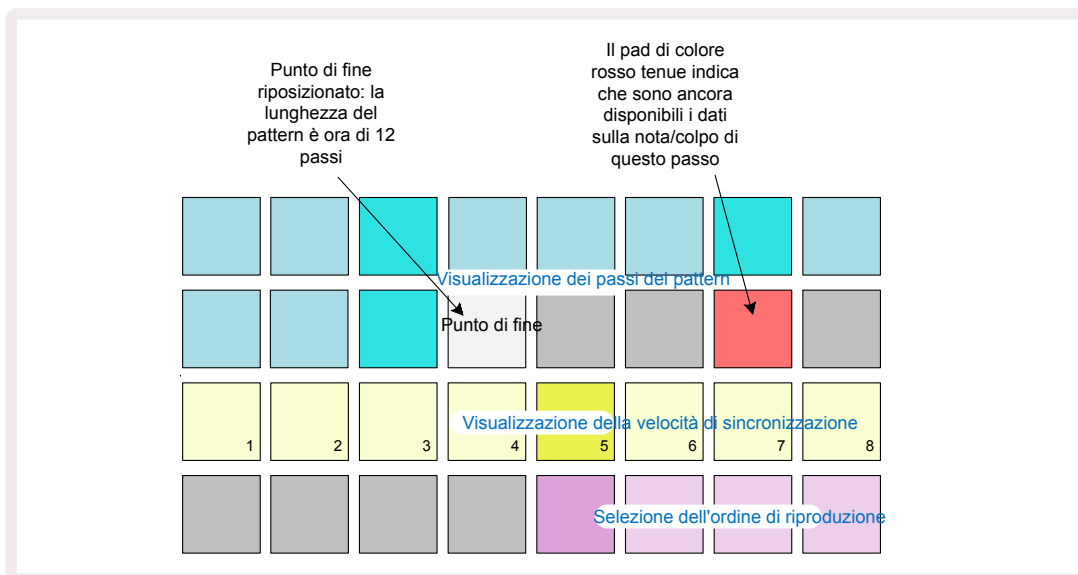 Punto di fine
riposizionato: la
lunghezza del
pattern è ora di 12
passi
Il pad di colore
rosso tenue indica
che sono ancora
disponibili i dati
sulla nota/colpo di
questo passo
Visualizzazione dei passi del pattern
Punto di fine
Visualizzazione della velocità di sincronizzazione
1 2 3 4 5 6 7 8
Selezione dell'ordine di riproduzione